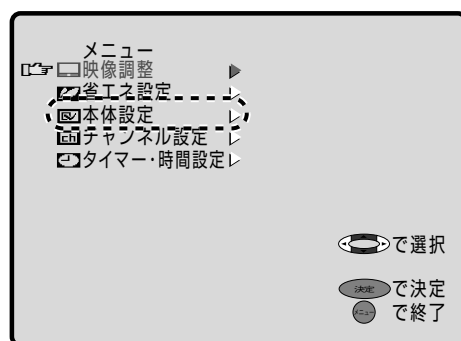 メニュー
映像調整
省エネ設定
本体設定
ch チャンネル設定
タイマー・時間設定
で選択
決定 で決定
メニュー で終了